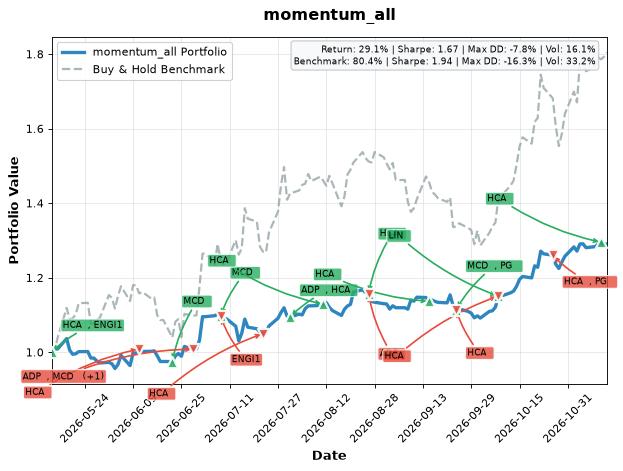 momentum_all
momentum_all Portfolio
Buy & Hold Benchmark
Return: 29.1% | Sharpe: 1.67 | Max DD: -7.8% | Vol: 16.1%
Benchmark: 80.4% | Sharpe: 1.94 | Max DD: -16.3% | Vol: 33.2%
Portfolio Value
1.8
1.6
1.4
1.2
1.0
HCA
LIN
HCA
MCD
HCA
MCD , PG
HCA , PG
ADP , HCA
MCD
HCA , ENGI1
ENGI1
HCA
HCA
ADP , MCD (+1)
HCA
HCA
2026-05-24
2026-06-25
2026-07-11
2026-07-27
2026-08-12
2026-08-28
2026-09-13
2026-09-29
2026-10-15
2026-10-31
Date